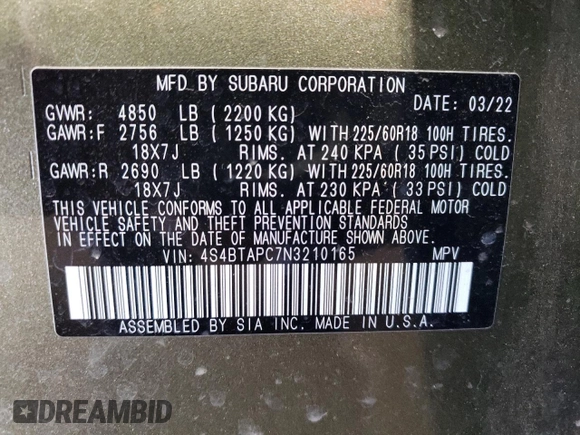 MFD. BY SUBARU CORPORATION
DATE: 03/22
GVWR: 4850 LB (2200 KG)
GAWR:F 2756 LB (1250 KG) WITH 225/60R18 100H TIRES.
18X7J RIMS. AT 240 KPA (35 PSI) COLD
GAWR:R 2690 LB (1220 KG) WITH 225/60R18 100H TIRES.
18X7J RIMS. AT 230 KPA (33 PSI) COLD
THIS VEHICLE CONFORMS TO ALL APPLICABLE FEDERAL MOTOR
VEHICLE SAFETY AND THEFT PREVENTION STANDARDS
IN EFFECT ON THE DATE OF MANUFACTURE SHOWN ABOVE.
VIN: 4S4BTAPC7N3210165 MPV
ASSEMBLED BY SIA INC. MADE IN U.S.A.
DREAMBID